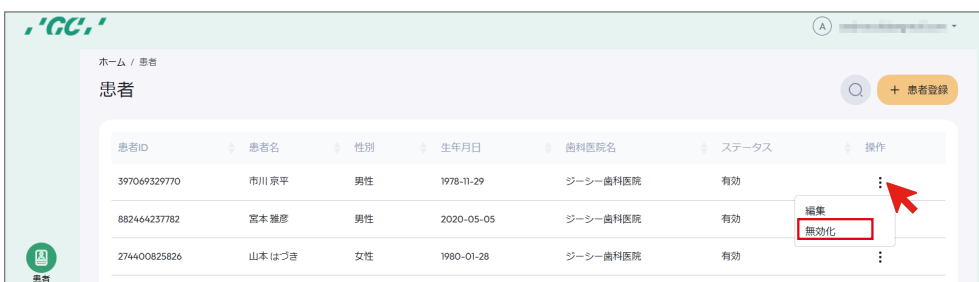 'GC,'
A
ホーム / 患者
患者
+ 患者登録
患者ID 患者名 性別 生年月日 歯科医院名 ステータス 操作
397069329770 市川 京平 男性 1978-11-29 ジーシー歯科医院 有効
編集
882464237782 宮本 雅彦 男性 2020-05-05 ジーシー歯科医院 有効
無効化
274400825826 山本 はづき 女性 1980-01-28 ジーシー歯科医院 有効
患者